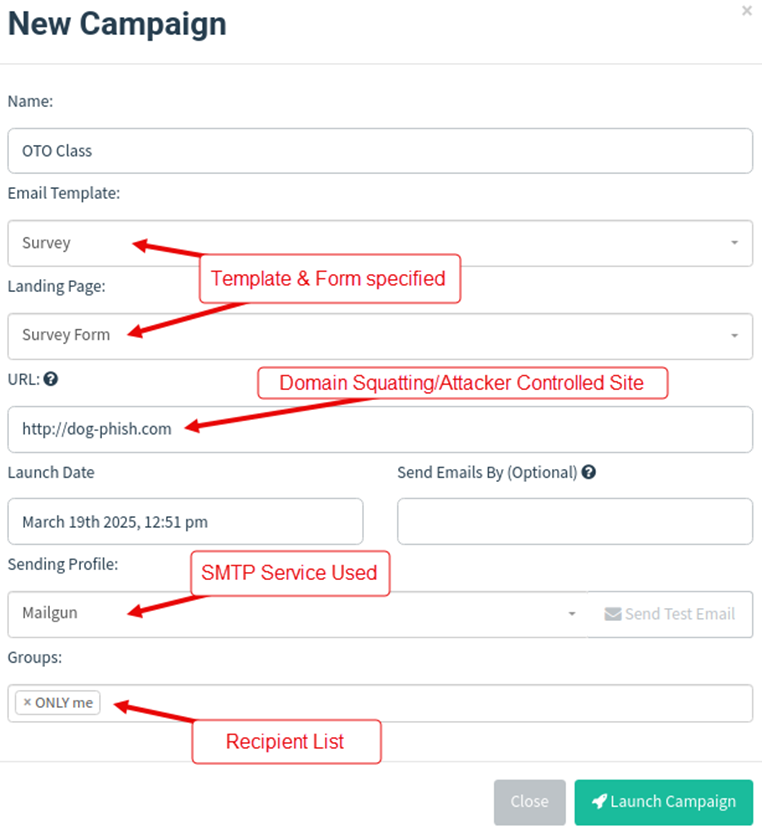 New Campaign
×
Name:
OTO Class
Email Template:
Survey
Template & Form specified
Landing Page:
Survey Form
URL:
Domain Squatting/Attacker Controlled Site
http://dog-phish.com
Launch Date
Send Emails By (Optional)
March 19th 2025, 12:51 pm
Sending Profile:
SMTP Service Used
Mailgun
Send Test Email
Groups:
× ONLY me
Recipient List
Close
Launch Campaign